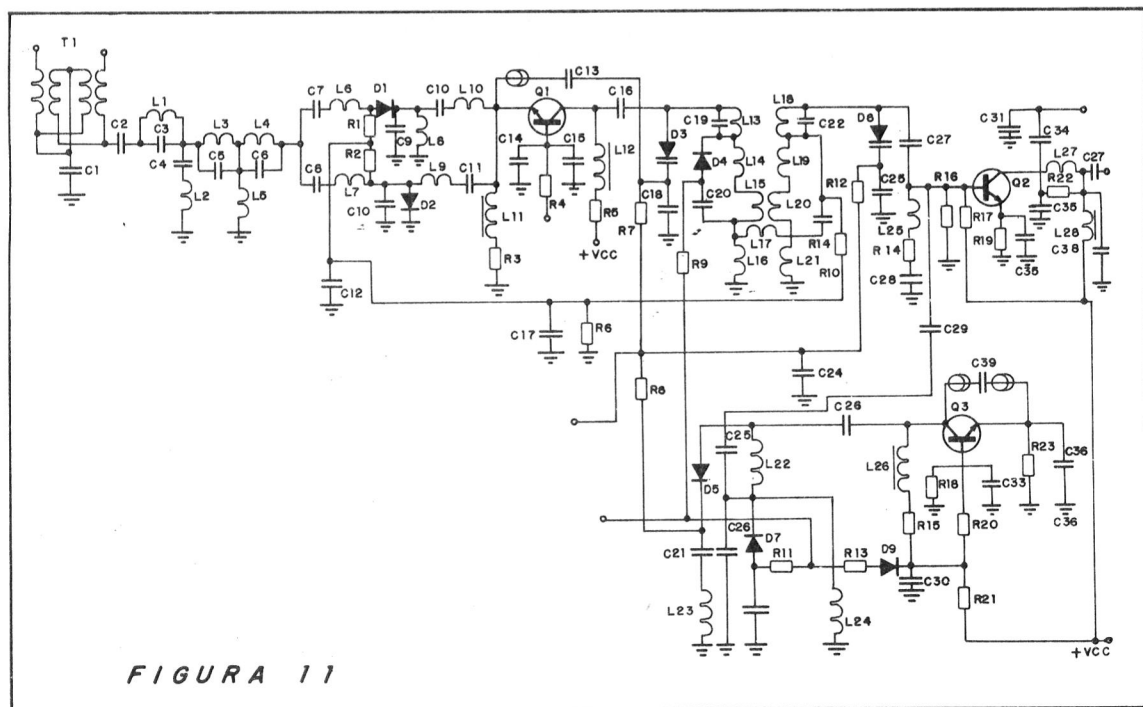 T1
L1
C2
C3
C4
L2
C1
L3
L4
C5
C6
L5
C7
L6
D1
R1
R2
C9
C10
L8
L10
C6
L7
C10
D2
L9
C11
L11
R3
C12
C13
Q1
C14
C15
R4
L12
R5
+VCC
C16
D3
C18
R7
C19
L13
D4
L14
C20
L15
L16
L17
R9
L18
C22
L19
L20
L21
R14
R10
R12
D8
C25
C27
L25
R14
C28
R16
R17
Q2
R19
C35
C31
C34
L27
C27
R22
C35
L28
C38
C17
R6
C24
R8
C29
C39
Q3
C26
C25
L22
D5
C26
D7
C21
L23
R11
R13
D9
L24
L26
R15
C30
R18
C33
R20
R21
R23
C36
C36
+VCC
FIGURA 11